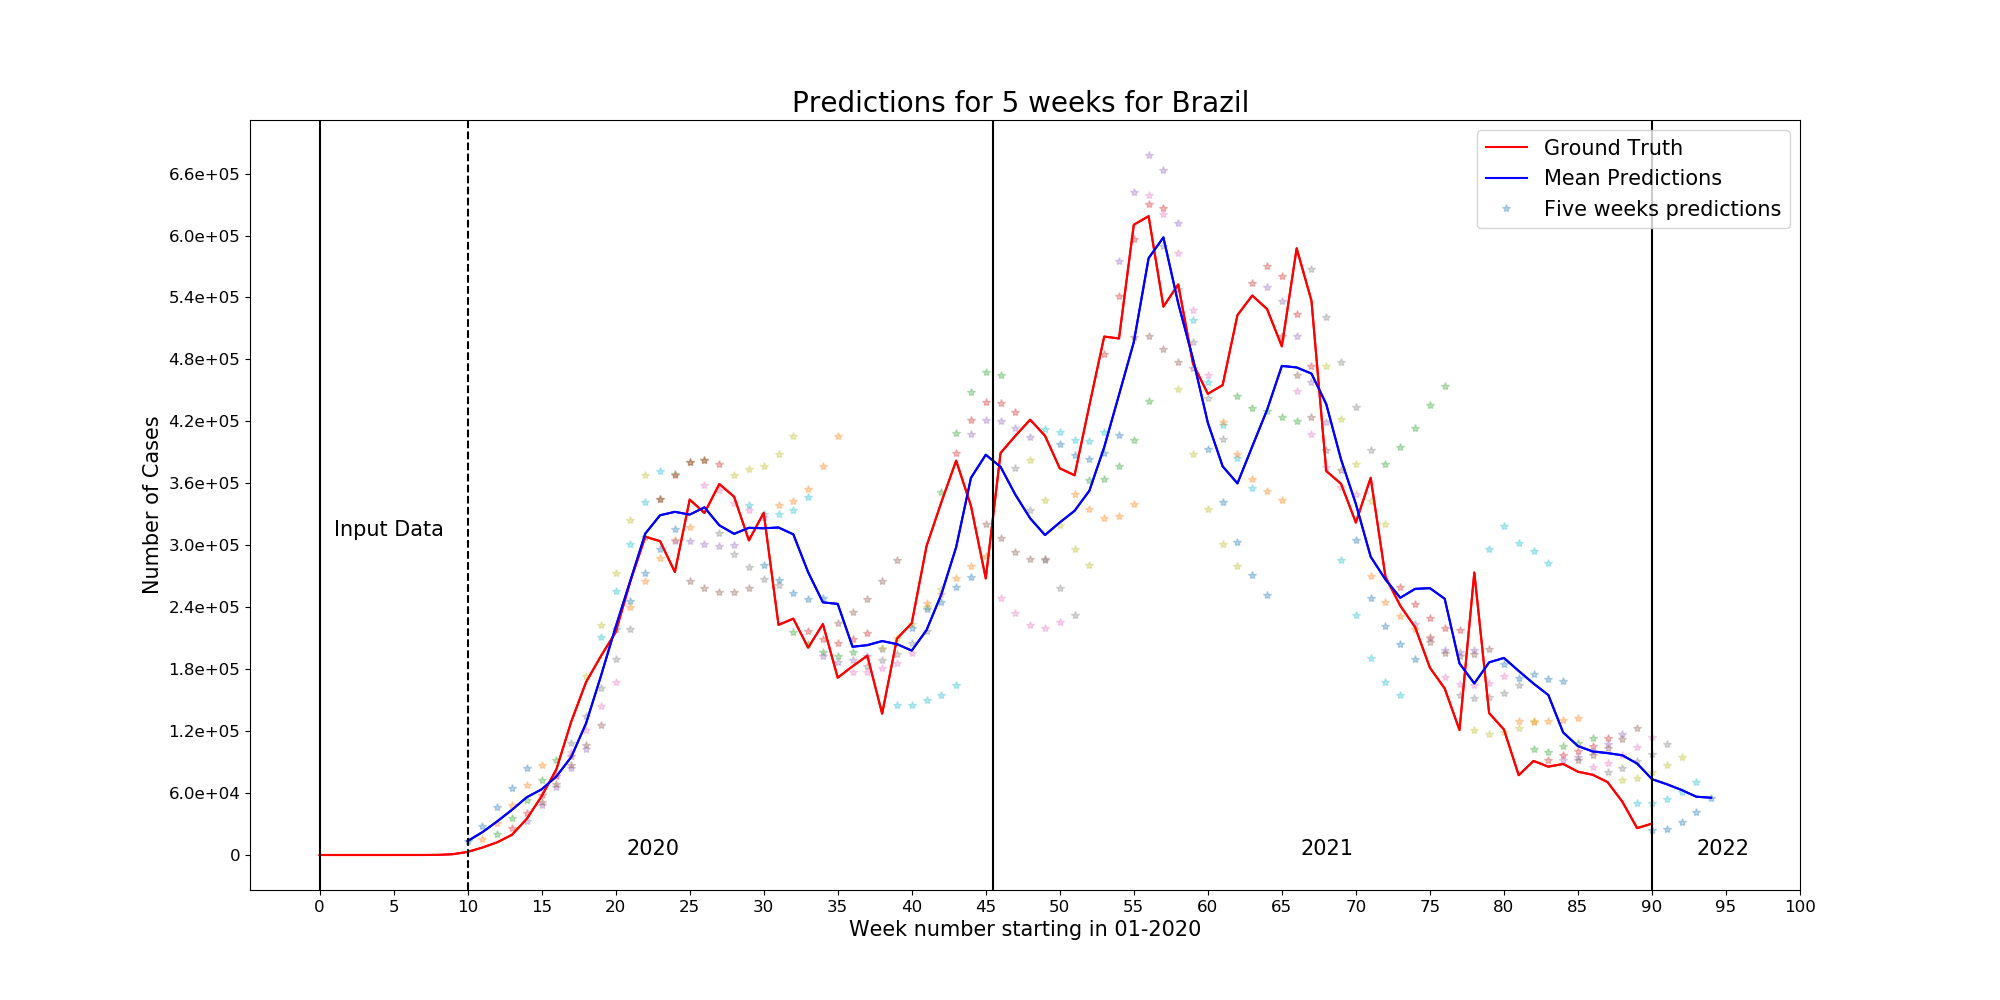 Predictions for 5 weeks for Brazil
Ground Truth
Mean Predictions
Five weeks predictions
Number of Cases
6.6e+05
6.0e+05
5.4e+05
4.8e+05
4.2e+05
3.6e+05
3.0e+05
2.4e+05
1.8e+05
1.2e+05
6.0e+04
0
Input Data
2020
2021
2022
0 5 10 15 20 25 30 35 40 45 50 55 60 65 70 75 80 85 90 95 100
Week number starting in 01-2020